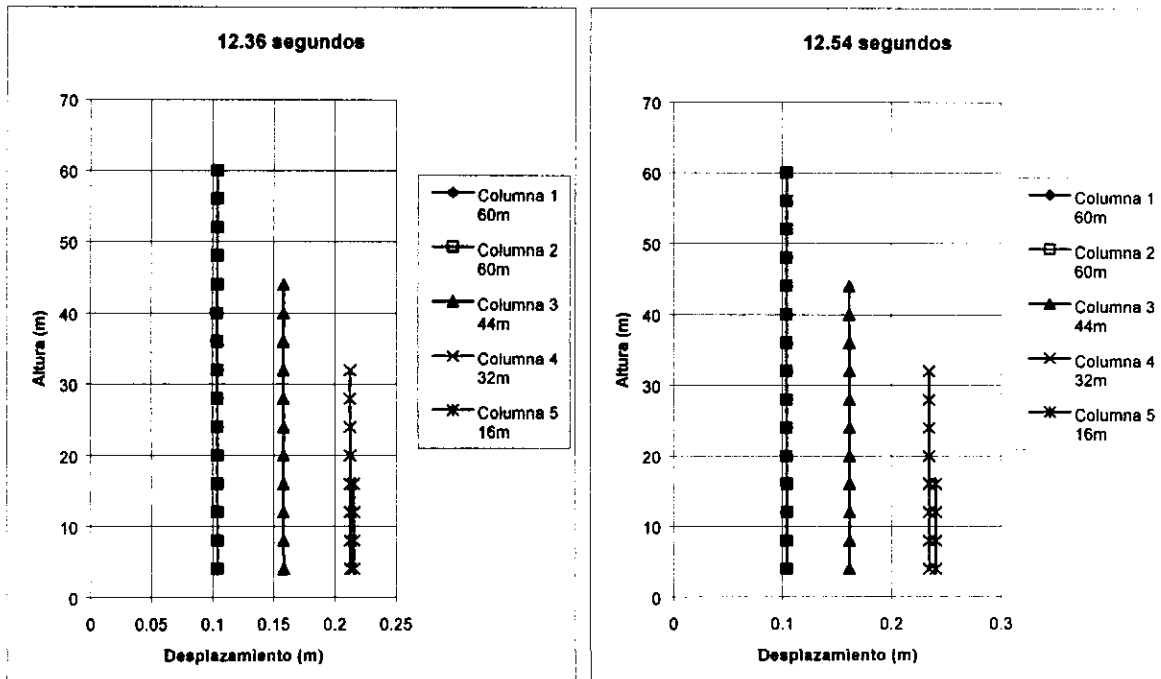 12.36 segundos
70
60
50
40
30
20
10
0
Altura (m)
0 0.05 0.1 0.15 0.2 0.25
Desplazamiento (m)
Columna 1
60m
Columna 2
60m
Columna 3
44m
Columna 4
32m
Columna 5
16m
12.54 segundos
70
60
50
40
30
20
10
0
Altura (m)
0 0.1 0.2 0.3
Desplazamiento (m)
Columna 1
60m
Columna 2
60m
Columna 3
44m
Columna 4
32m
Columna 5
16m